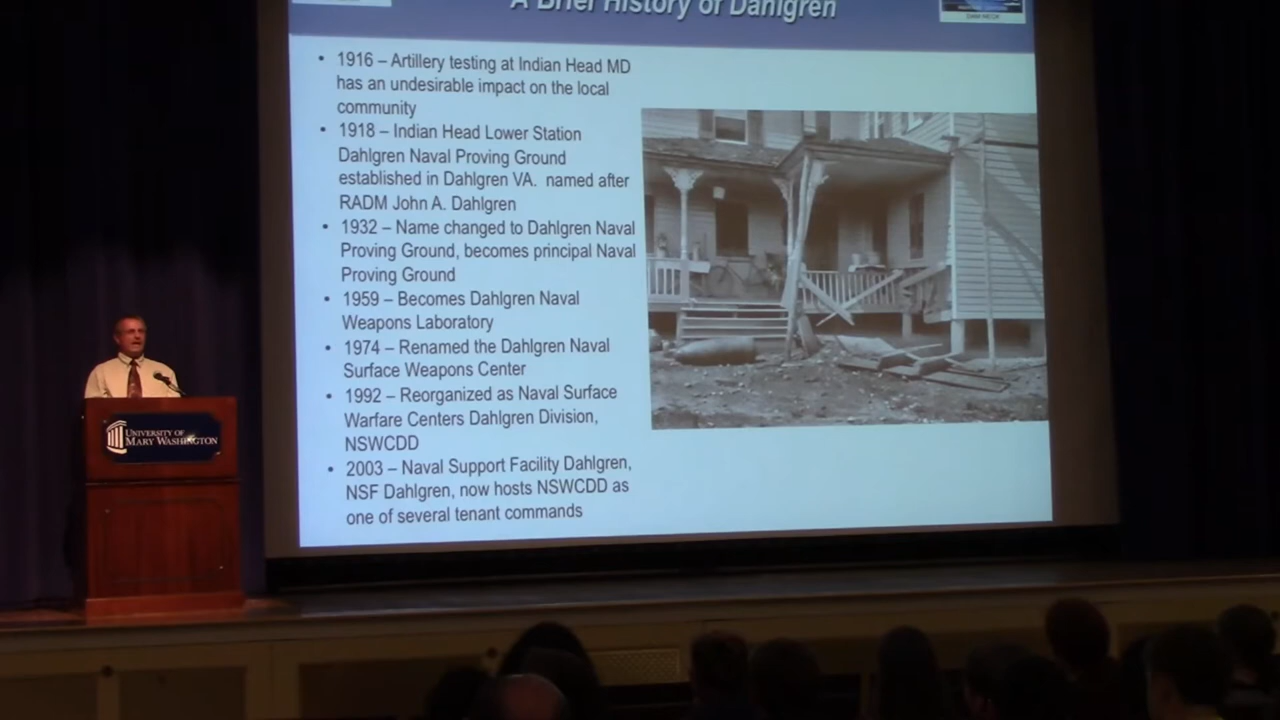 A Brief History of Dahlgren
DAM NECK
• 1916 – Artillery testing at Indian Head MD
has an undesirable impact on the local
community
• 1918 – Indian Head Lower Station
Dahlgren Naval Proving Ground
established in Dahlgren VA. named after
RADM John A. Dahlgren
• 1932 – Name changed to Dahlgren Naval
Proving Ground, becomes principal Naval
Proving Ground
• 1959 – Becomes Dahlgren Naval
Weapons Laboratory
• 1974 – Renamed the Dahlgren Naval
Surface Weapons Center
• 1992 – Reorganized as Naval Surface
Warfare Centers Dahlgren Division,
NSWCDD
• 2003 – Naval Support Facility Dahlgren,
NSF Dahlgren, now hosts NSWCDD as
one of several tenant commands
UNIVERSITY OF
MARY WASHINGTON